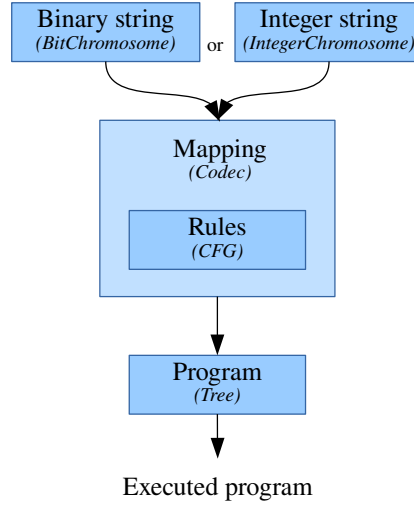 Binary string
(BitChromosome)
or
Integer string
(IntegerChromosome)
Mapping
(Codec)
Rules
(CFG)
Program
(Tree)
Executed program